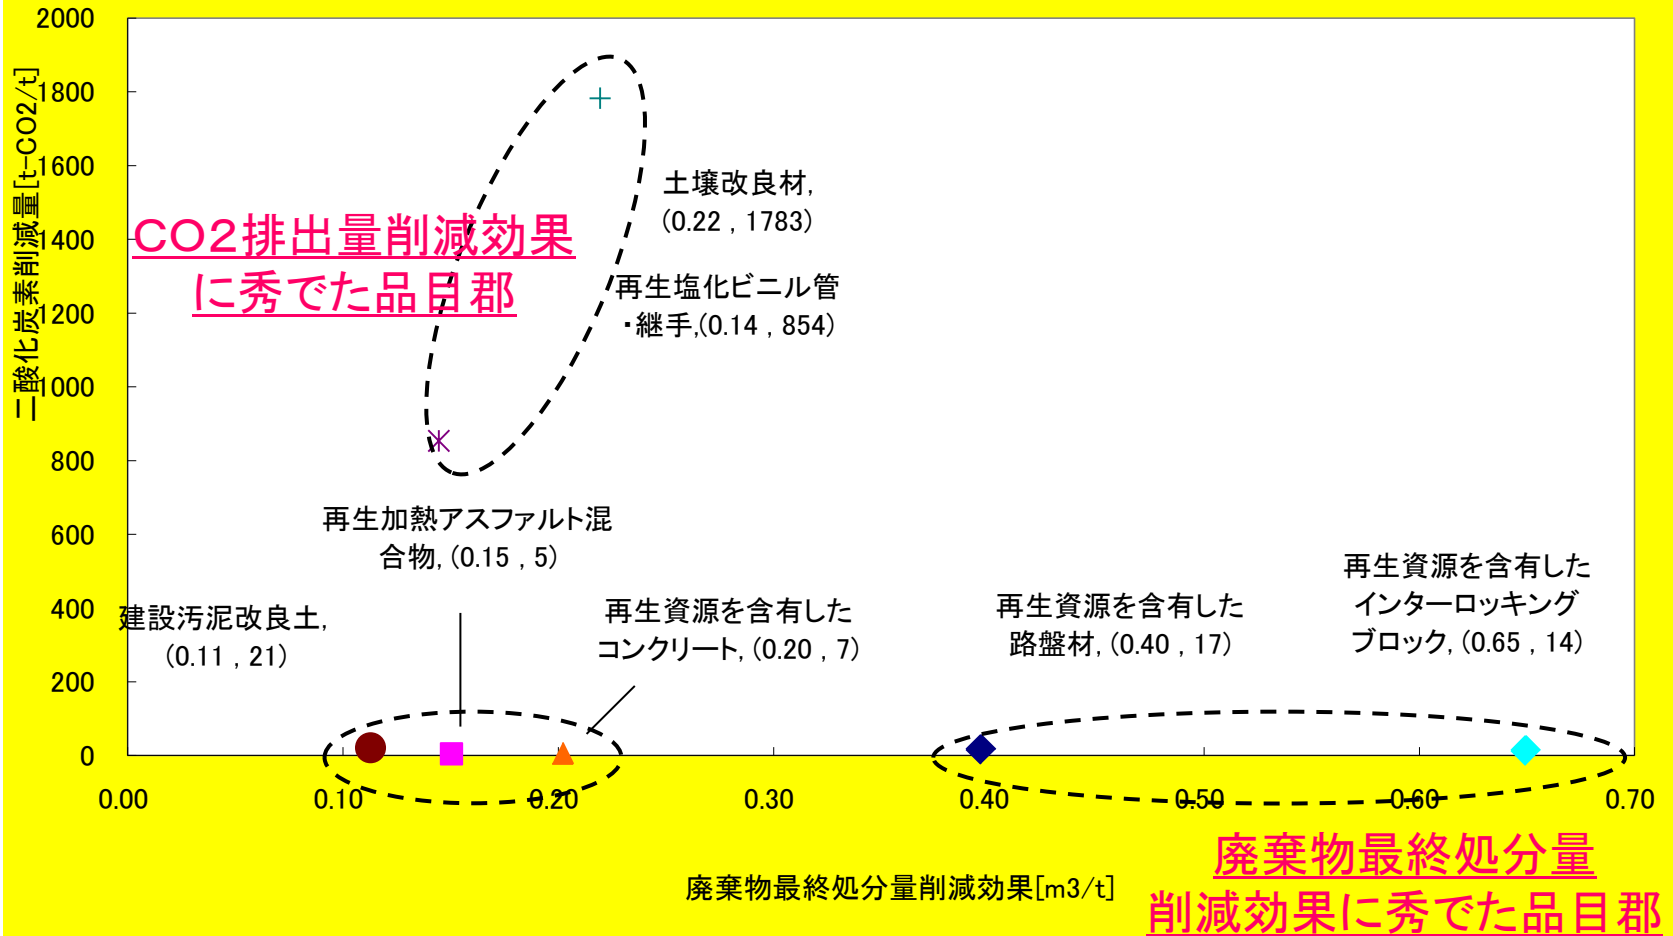 2000
1800
1600
1400
1200
1000
800
600
400
200
0
二酸化炭素削減量[t-CO2/t]
土壌改良材,
(0.22 , 1783)
CO2排出量削減効果
に秀でた品目郡
再生塩化ビニル管
・継手,(0.14 , 854)
再生加熱アスファルト混
合物, (0.15 , 5)
建設汚泥改良土,
(0.11 , 21)
再生資源を含有した
コンクリート, (0.20 , 7)
再生資源を含有した
路盤材, (0.40 , 17)
再生資源を含有した
インターロッキング
ブロック, (0.65 , 14)
0.00 0.10 0.20 0.30 0.40 0.50 0.60 0.70
廃棄物最終処分量削減効果[m3/t]
廃棄物最終処分量
削減効果に秀でた品目郡